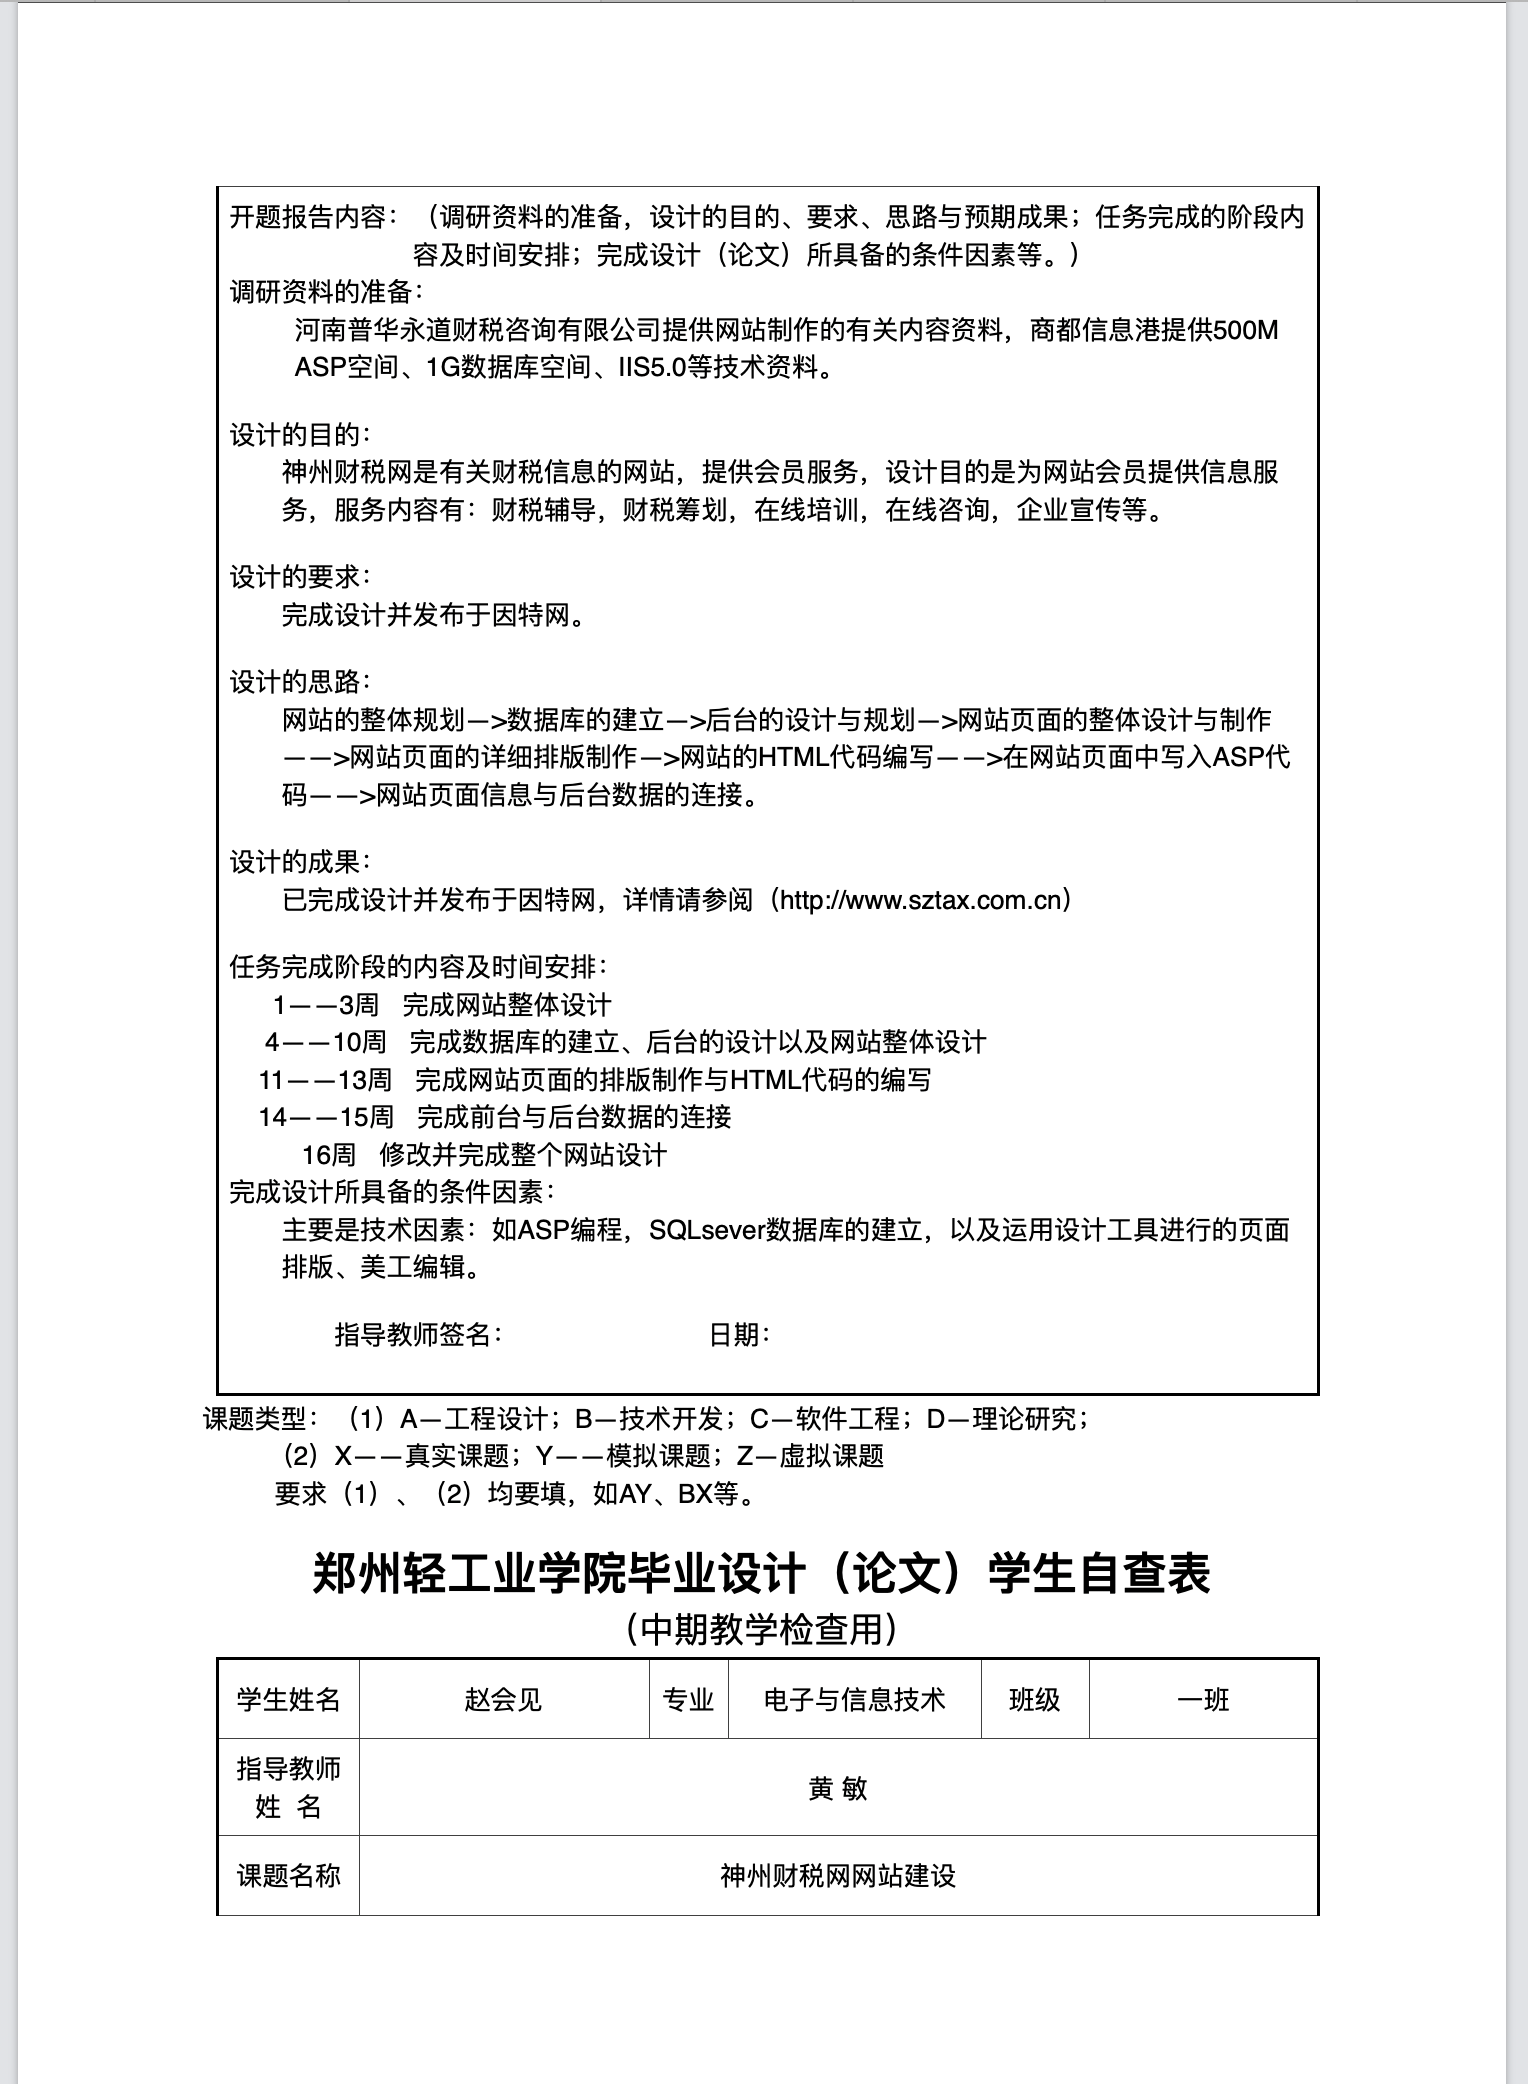 开题报告内容：（调研资料的准备，设计的目的、要求、思路与预期成果；任务完成的阶段内
容及时间安排；完成设计（论文）所具备的条件因素等。）
调研资料的准备：
河南普华永道财税咨询有限公司提供网站制作的有关内容资料，商都信息港提供500M
ASP空间、1G数据库空间、IIS5.0等技术资料。
设计的目的：
神州财税网是有关财税信息的网站，提供会员服务，设计目的是为网站会员提供信息服
务，服务内容有：财税辅导，财税筹划，在线培训，在线咨询，企业宣传等。
设计的要求：
完成设计并发布于因特网。
设计的思路：
网站的整体规划—>数据库的建立—>后台的设计与规划—>网站页面的整体设计与制作
——>网站页面的详细排版制作—>网站的HTML代码编写——>在网站页面中写入ASP代
码——>网站页面信息与后台数据的连接。
设计的成果：
已完成设计并发布于因特网，详情请参阅（http://www.sztax.com.cn）
任务完成阶段的内容及时间安排：
1——3周 完成网站整体设计
4——10周 完成数据库的建立、后台的设计以及网站整体设计
11——13周 完成网站页面的排版制作与HTML代码的编写
14——15周 完成前台与后台数据的连接
16周 修改并完成整个网站设计
完成设计所具备的条件因素：
主要是技术因素：如ASP编程，SQLsever数据库的建立，以及运用设计工具进行的页面
排版、美工编辑。
指导教师签名： 日期：
课题类型：（1）A—工程设计；B—技术开发；C—软件工程；D—理论研究；
（2）X——真实课题；Y——模拟课题；Z—虚拟课题
要求（1）、（2）均要填，如AY、BX等。
郑州轻工业学院毕业设计（论文）学生自查表
（中期教学检查用）
学生姓名 赵会见 专业 电子与信息技术 班级 一班
指导教师
姓 名
黄 敏
课题名称 神州财税网网站建设